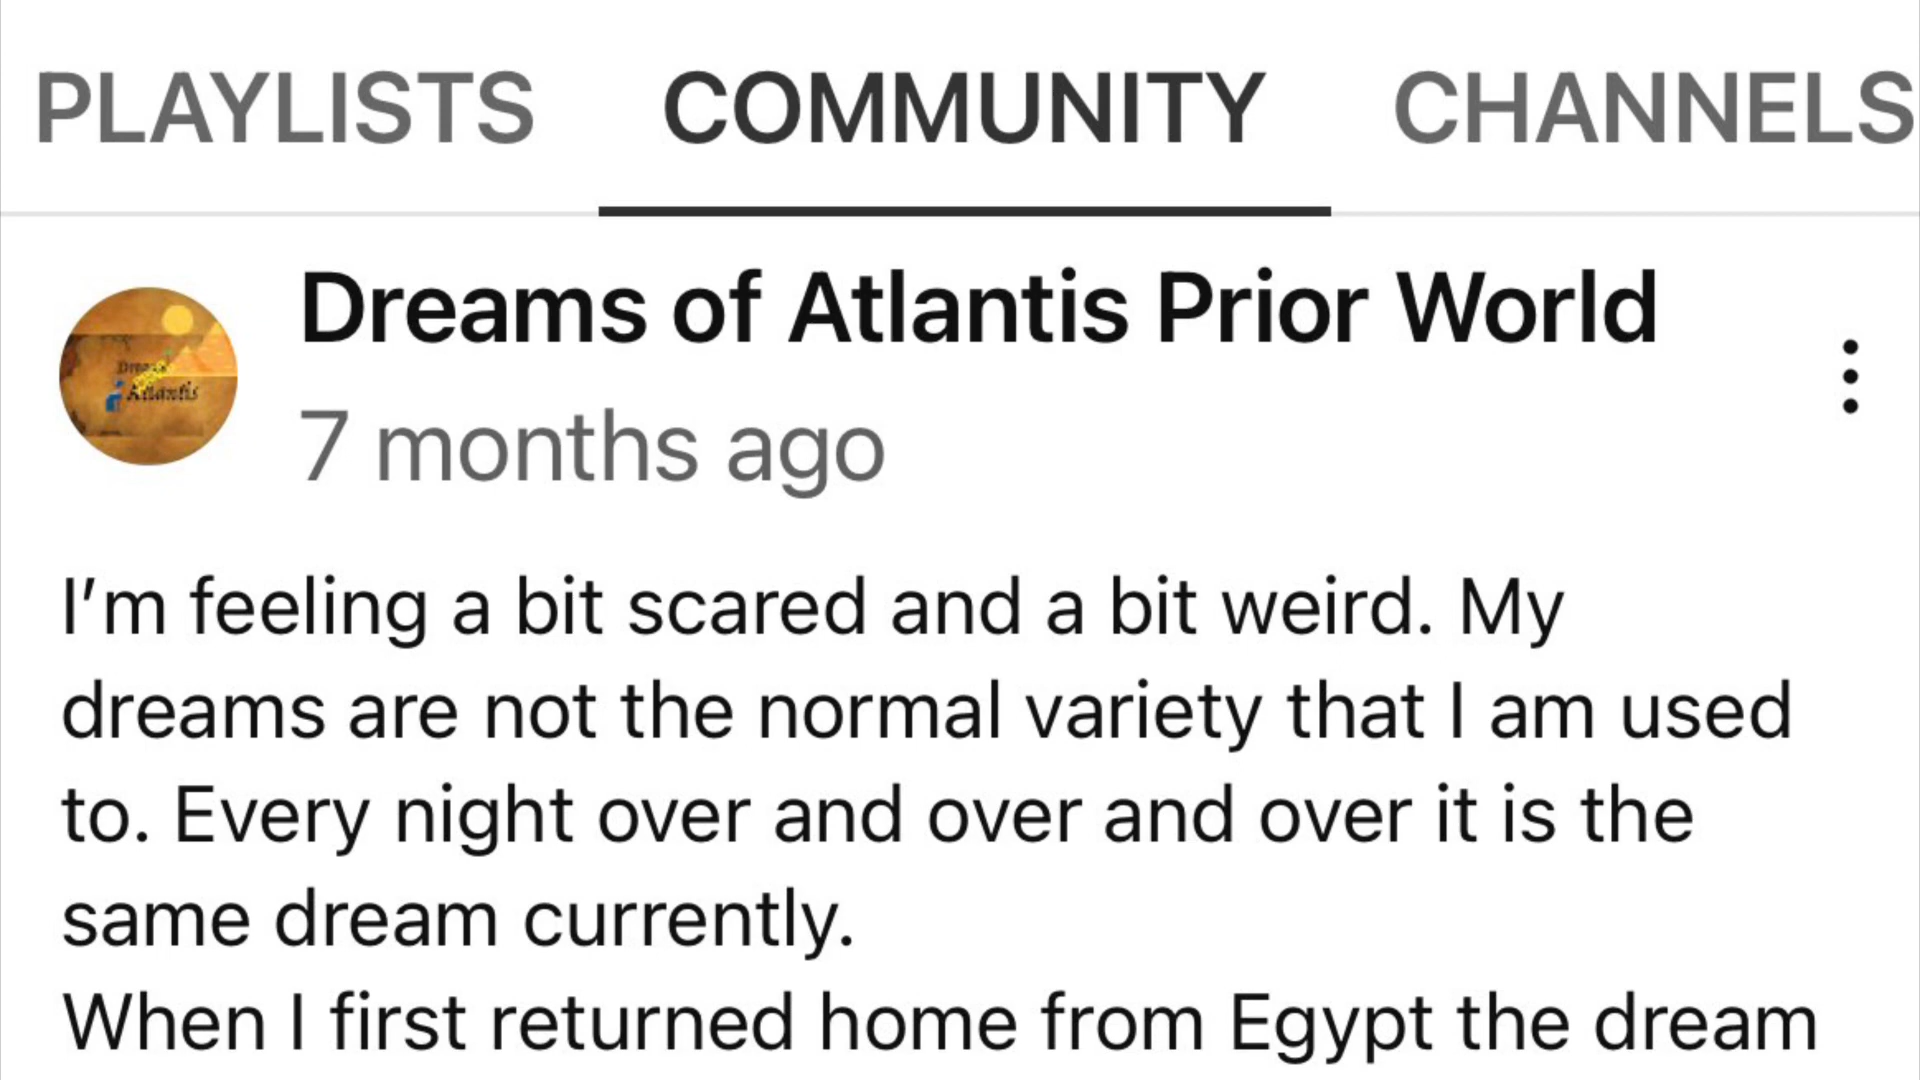 PLAYLISTS COMMUNITY CHANNELS
Dreams of Atlantis Prior World
7 months ago
Atlantis
I’m feeling a bit scared and a bit weird. My
dreams are not the normal variety that I am used
to. Every night over and over and over it is the
same dream currently.
When I first returned home from Egypt the dream